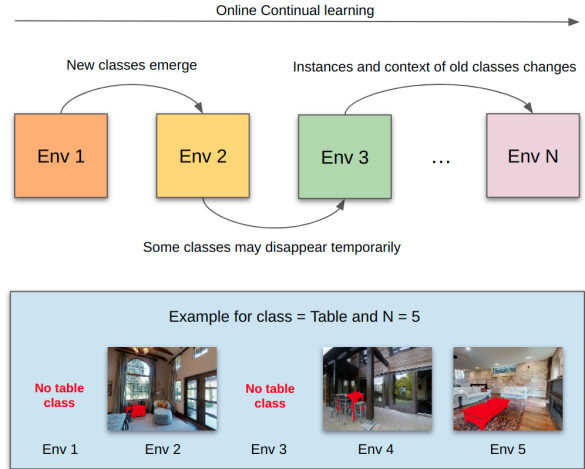 Online Continual learning
New classes emerge
Instances and context of old classes changes
Env 1
Env 2
Env 3
...
Env N
Some classes may disappear temporarily
Example for class = Table and N = 5
No table
class
No table
class
Env 1
Env 2
Env 3
Env 4
Env 5